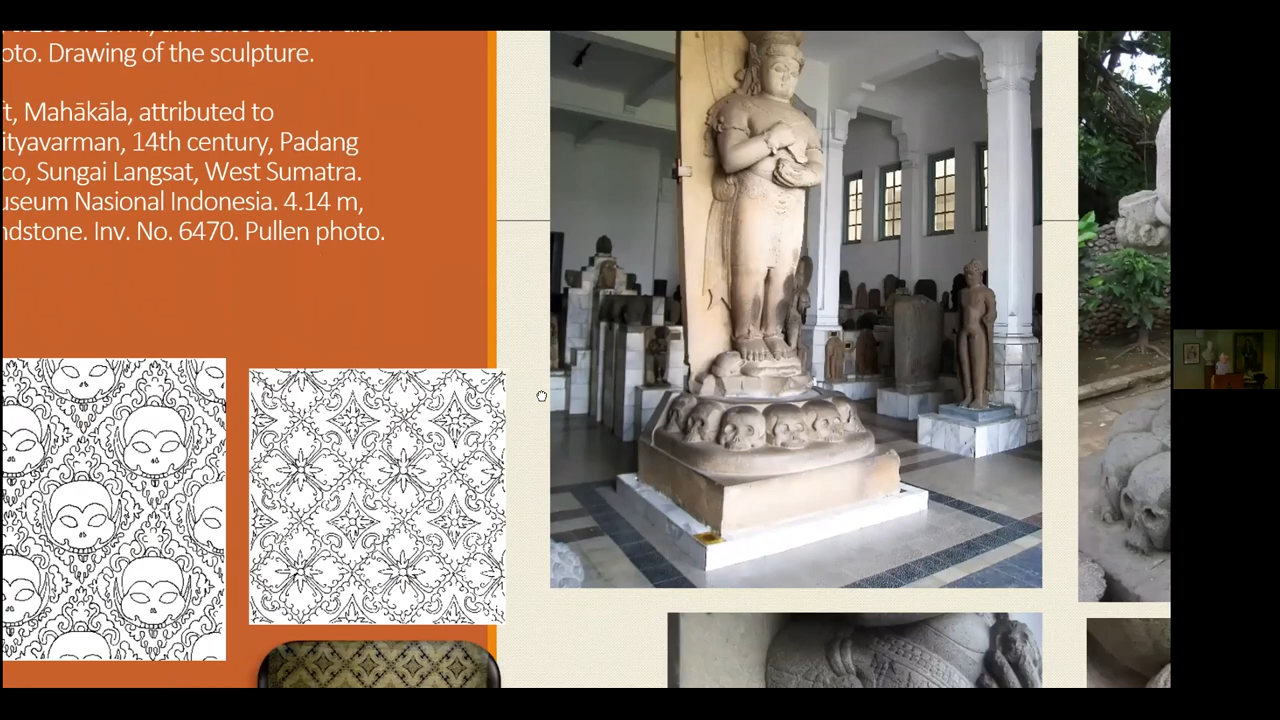 oto. Drawing of the sculpture.
ft, Mahākāla, attributed to
ityavarman, 14th century, Padang
co, Sungai Langsat, West Sumatra.
useum Nasional Indonesia. 4.14 m,
ndstone. Inv. No. 6470. Pullen photo.